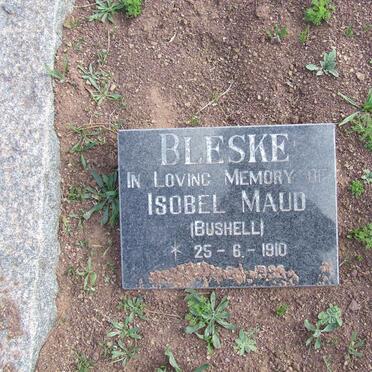 BLESKE
IN LOVING MEMORY OF
ISOBEL MAUD
(BUSHELL)
* 25-6-1910